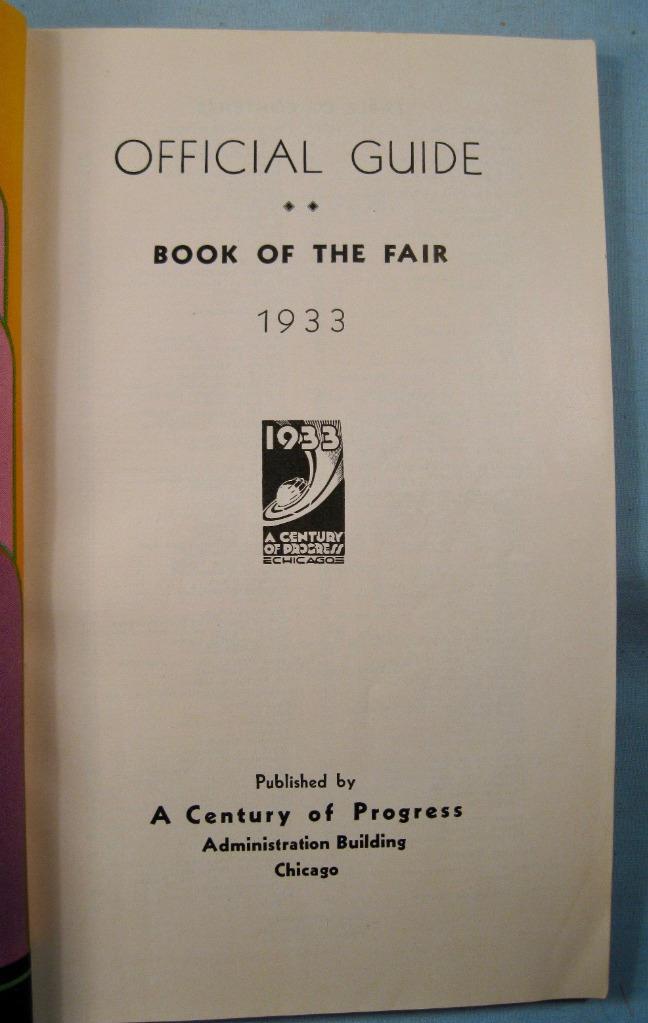 OFFICIAL GUIDE
BOOK OF THE FAIR
1933
1933
A CENTURY
OF PROGRESS
CHICAGO
Published by
A Century of Progress
Administration Building
Chicago